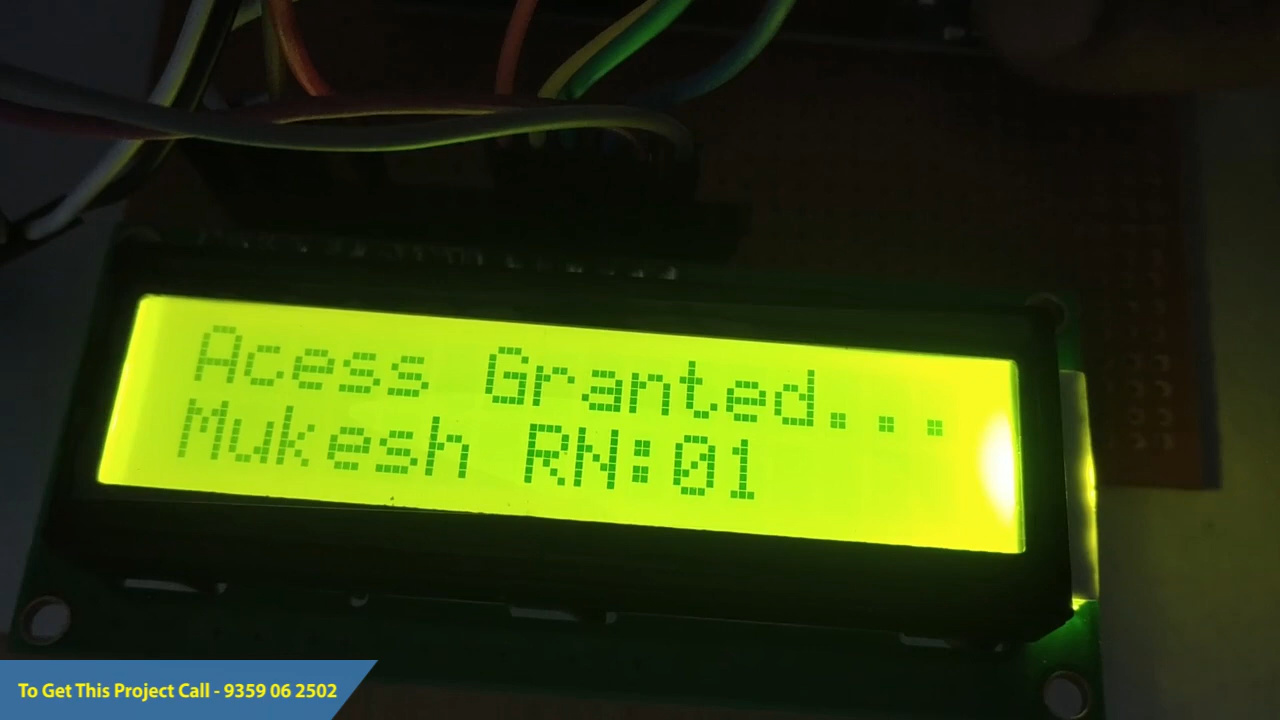 Acess Granted...
Mukesh RN:01
To Get This Project Call - 9359 06 2502